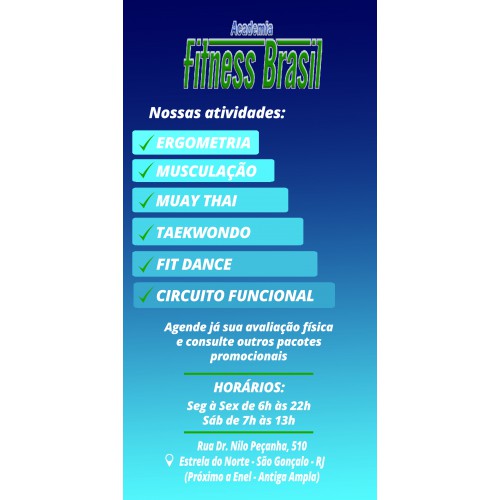 Academia
Fitness Brasil
Nossas atividades:
ERGOMETRIA
MUSCULAÇÃO
MUAY THAI
TAEKWONDO
FIT DANCE
CIRCUITO FUNCIONAL
Agende já sua avaliação física
e consulte outros pacotes
promocionais
HORÁRIOS:
Seg à Sex de 6h às 22h
Sáb de 7h às 13h
Rua Dr. Nilo Peçanha, 510
Estrela do Norte - São Gonçalo - RJ
(Próximo a Enel - Antiga Ampla)